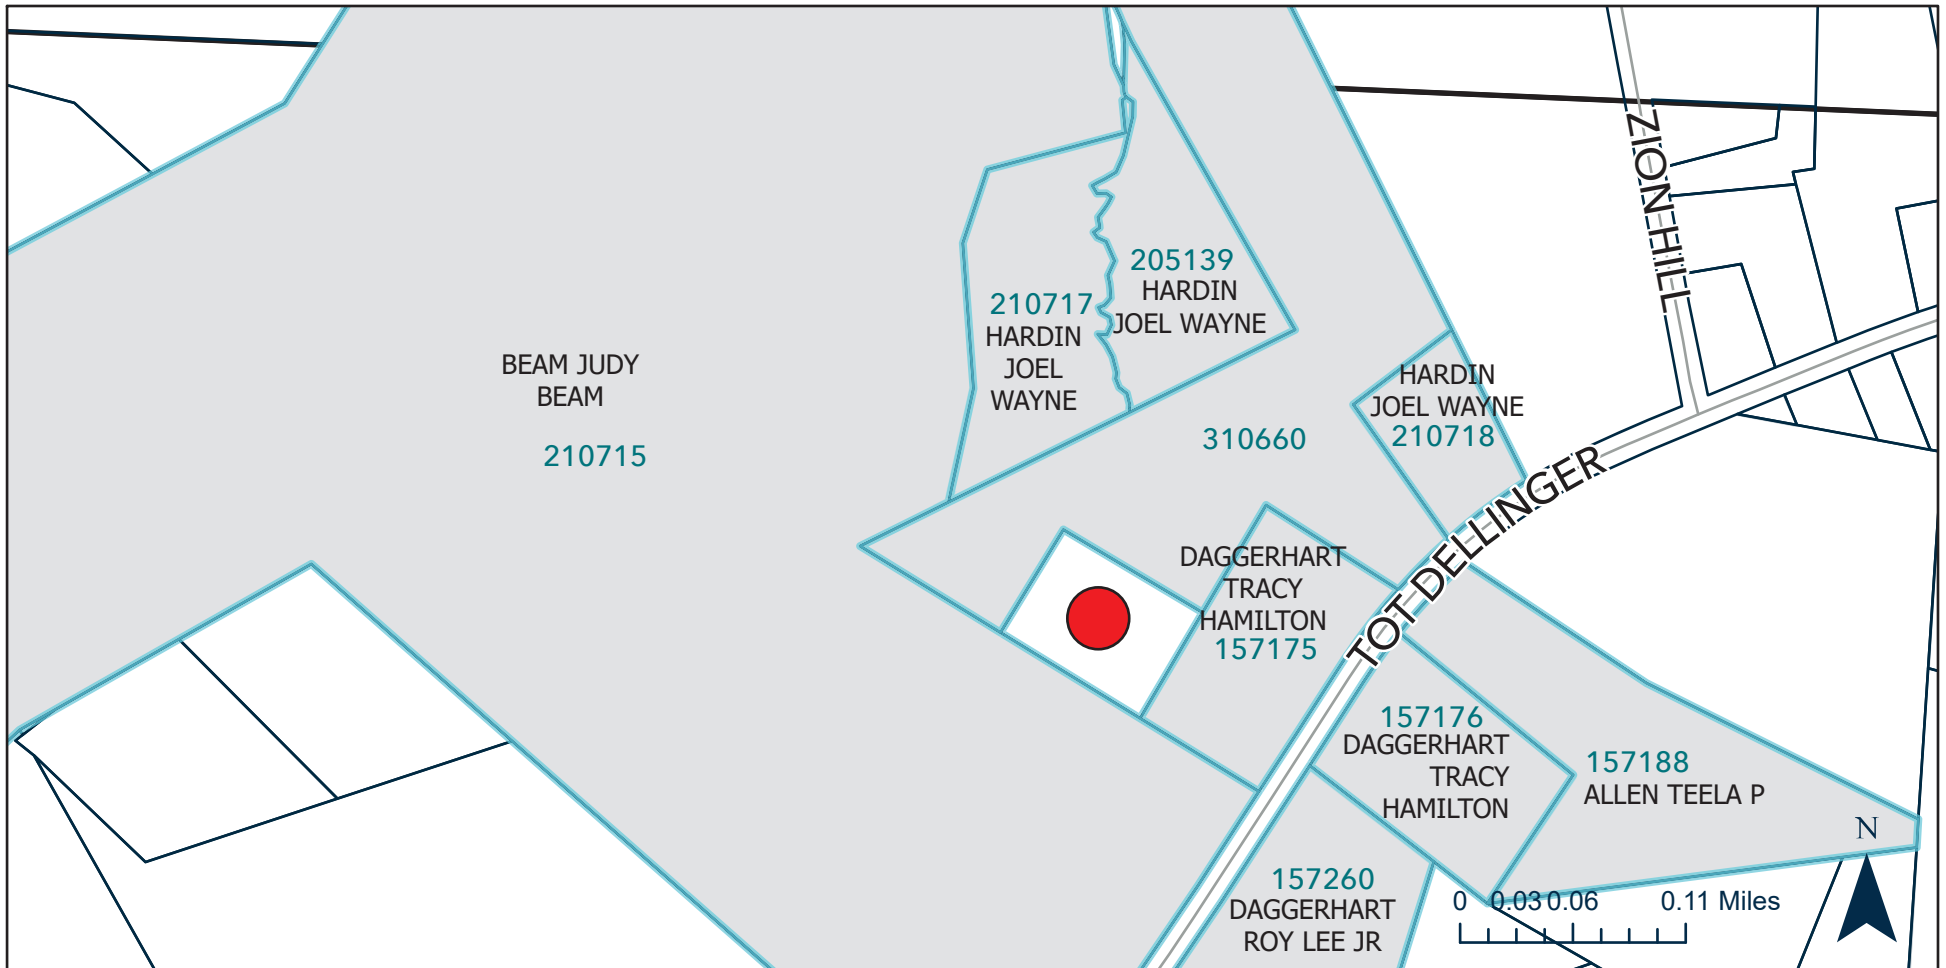 ZION HILL
205139
HARDIN
JOEL WAYNE
210717
HARDIN
JOEL
WAYNE
BEAM JUDY
BEAM
210715
HARDIN
JOEL WAYNE
210718
310660
TOT DELLINGER
DAGGERHART
TRACY
HAMILTON
157175
157176
DAGGERHART
TRACY
HAMILTON
157188
ALLEN TEELA P
157260
DAGGERHART
ROY LEE JR
N
0 0.03 0.06 0.11 Miles